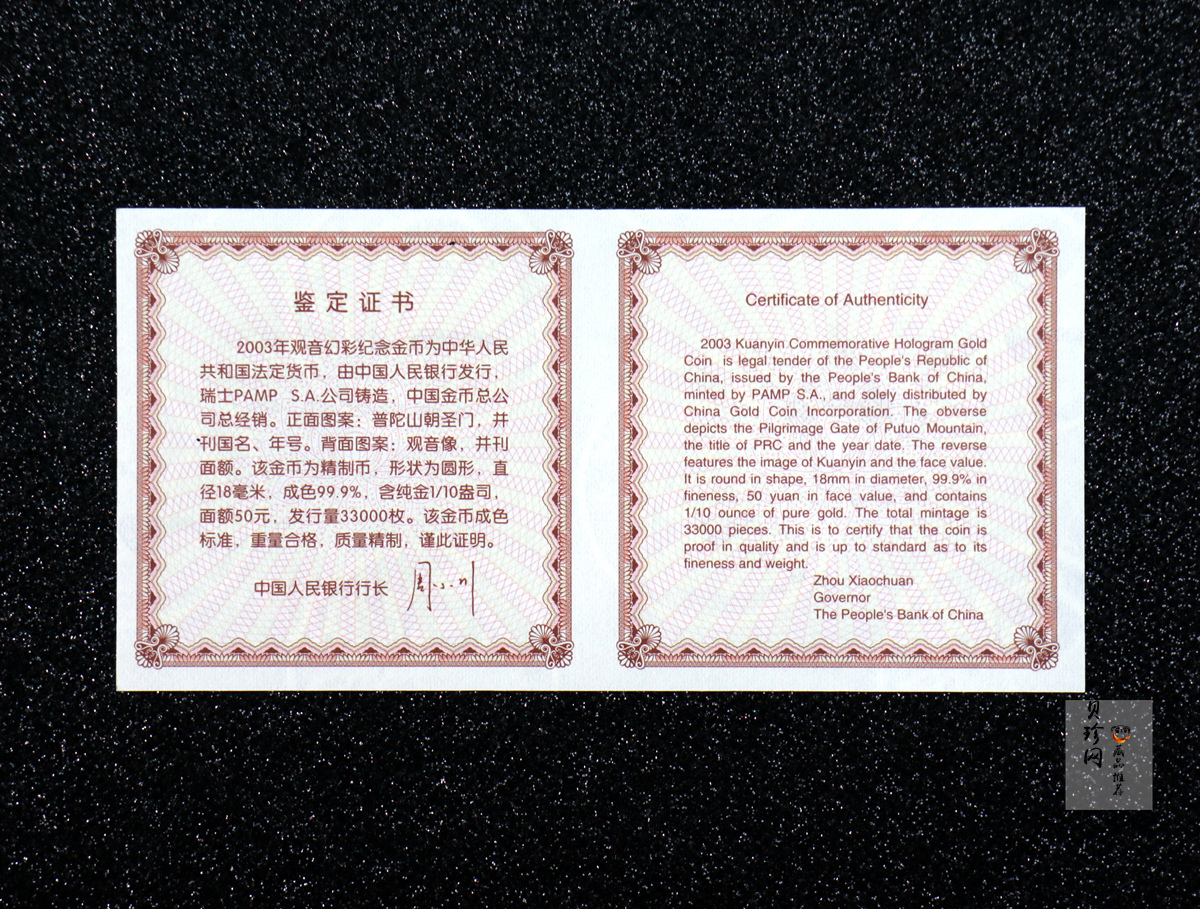 鉴定证书
2003年观音幻彩纪念金币为中华人民
共和国法定货币，由中国人民银行发行，
瑞士PAMP S.A.公司铸造，中国金币总公
司总经销。正面图案：普陀山朝圣门，并
刊国名、年号。背面图案：观音像，并刊
面额。该金币为精制币，形状为圆形，直
径18毫米，成色99.9%，含纯金1/10盎司，
面额50元，发行量33000枚。该金币成色
标准，重量合格，质量精制，谨此证明。
中国人民银行行长 周小川
Certificate of Authenticity
2003 Kuanyin Commemorative Hologram Gold
Coin is legal tender of the People's Republic of
China, issued by the People's Bank of China,
minted by PAMP S.A., and solely distributed by
China Gold Coin Incorporation. The obverse
depicts the Pilgrimage Gate of Putuo Mountain,
the title of PRC and the year date. The reverse
features the image of Kuanyin and the face value.
It is round in shape, 18mm in diameter, 99.9% in
fineness, 50 yuan in face value, and contains
1/10 ounce of pure gold. The total mintage is
33000 pieces. This is to certify that the coin is
proof in quality and is up to standard as to its
fineness and weight.
Zhou Xiaochuan
Governor
The People's Bank of China
贝珍网
藏品推荐